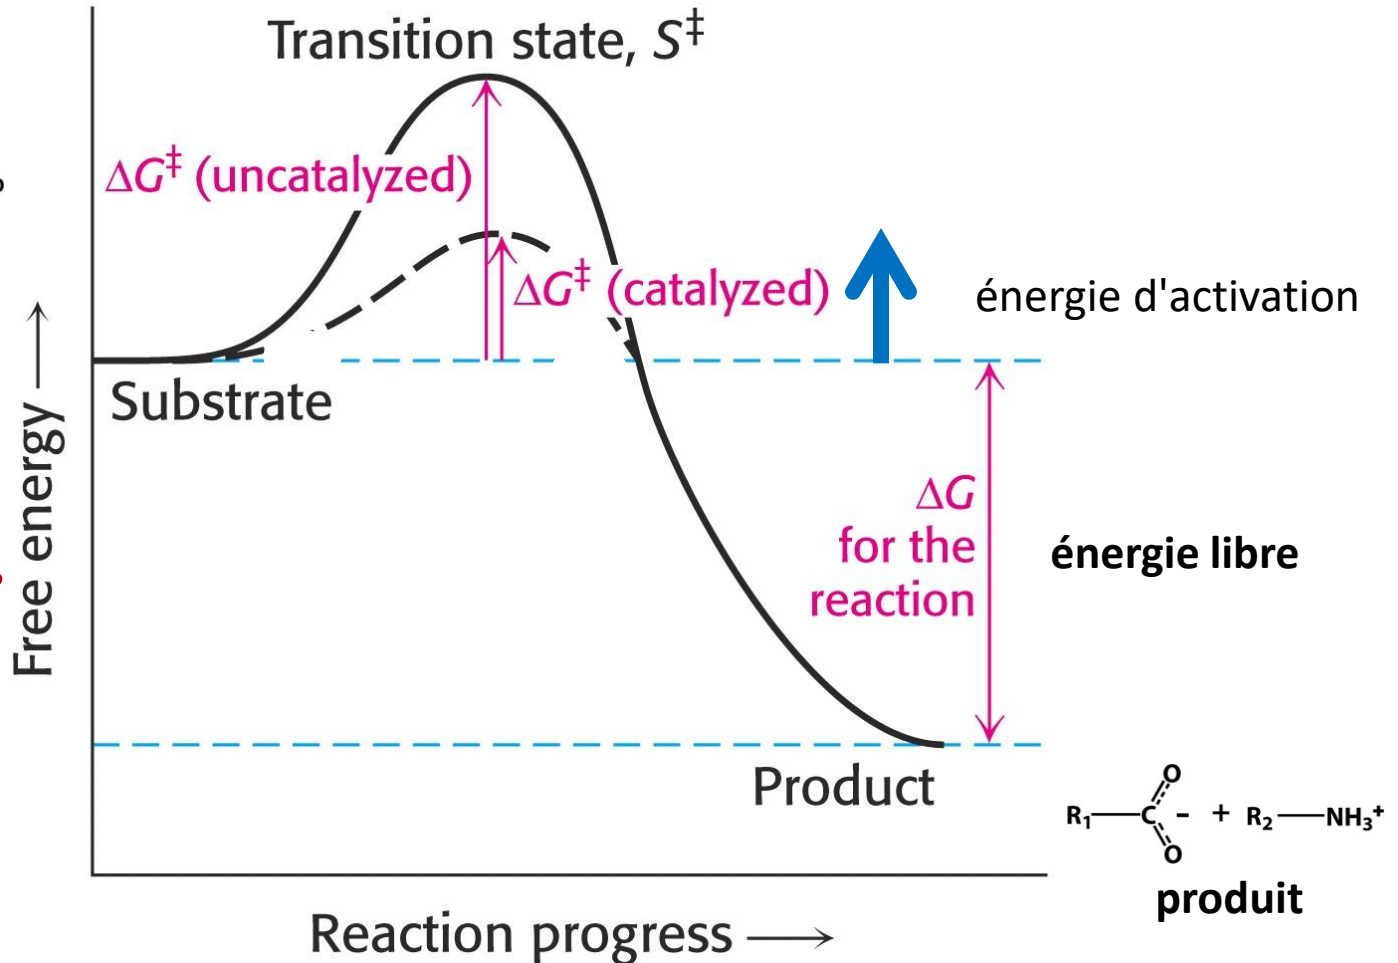 Transition state, S‡
ΔG‡ (uncatalyzed)
ΔG‡ (catalyzed)
énergie d'activation
Substrate
Free energy ⟶
ΔG
for the
reaction
énergie libre
Product
R₁—C - + R₂—NH₃⁺
O
O
produit
Reaction progress ⟶